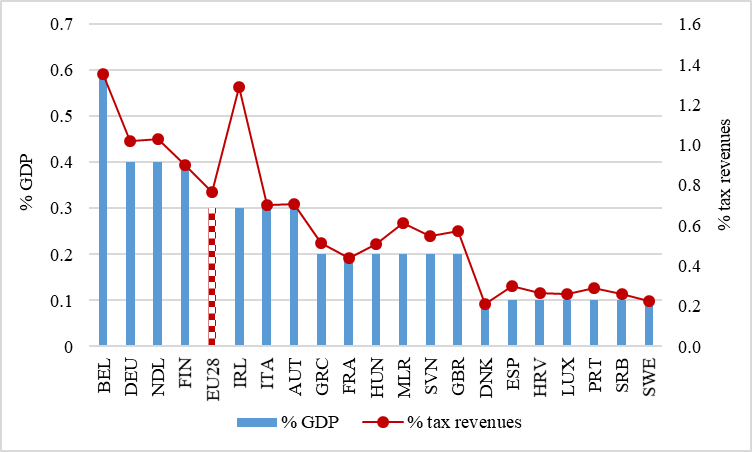 0.7
0.6
0.5
0.4
0.3
0.2
0.1
0
% GDP
1.6
1.4
1.2
1.0
0.8
0.6
0.4
0.2
0.0
% tax revenues
BEL
DEU
NDL
FIN
EU28
IRL
ITA
AUT
GRC
FRA
HUN
MLR
SVN
GBR
DNK
ESP
HRV
LUX
PRT
SRB
SWE
% GDP % tax revenues